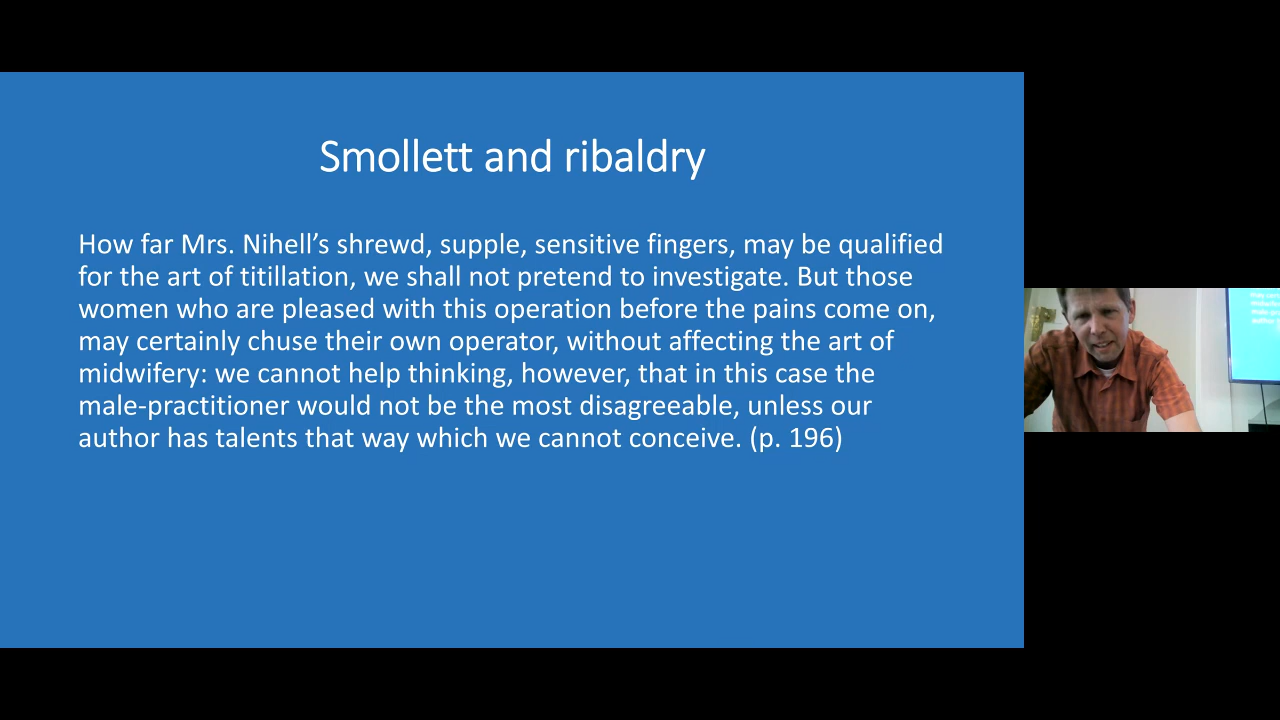 Smollett and ribaldry
How far Mrs. Nihell’s shrewd, supple, sensitive fingers, may be qualified
for the art of titillation, we shall not pretend to investigate. But those
women who are pleased with this operation before the pains come on,
may certainly chuse their own operator, without affecting the art of
midwifery: we cannot help thinking, however, that in this case the
male-practitioner would not be the most disagreeable, unless our
author has talents that way which we cannot conceive. (p. 196)